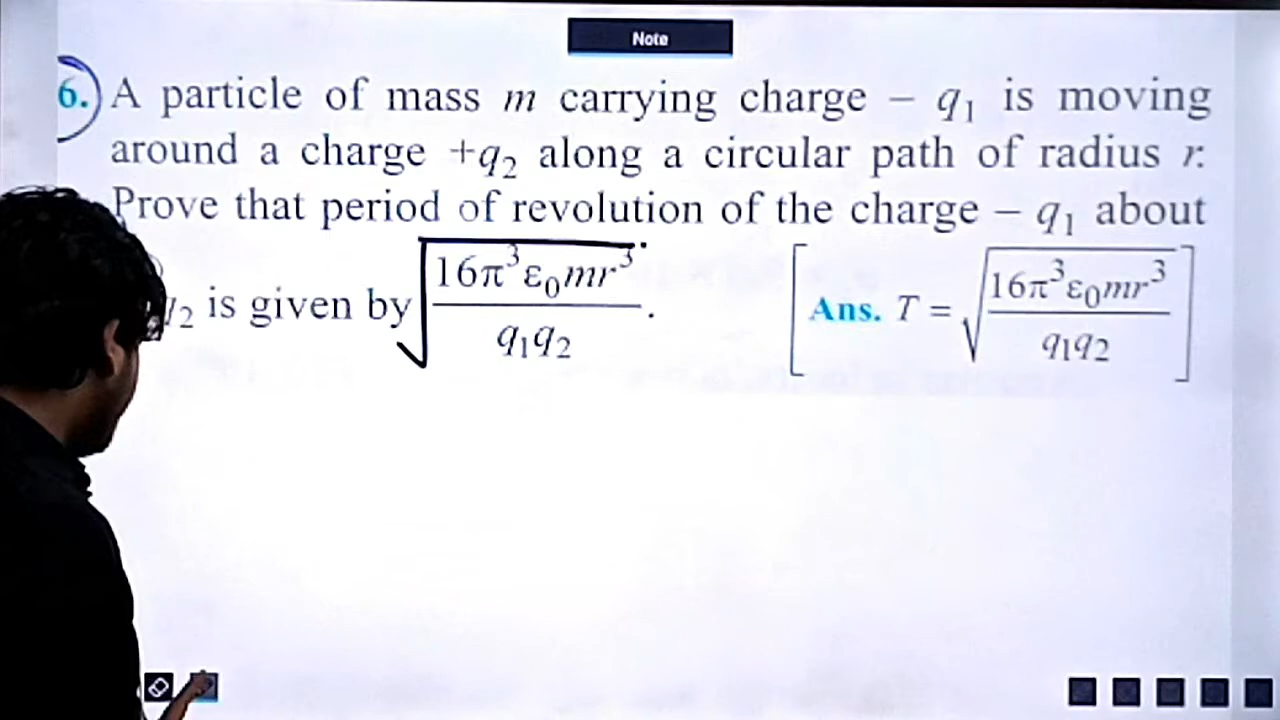 Note
6. A particle of mass m carrying charge – q₁ is moving
around a charge +q₂ along a circular path of radius r.
Prove that period of revolution of the charge – q₁ about
q₂ is given by √(16π³ε₀mr³ / q₁q₂). [Ans. T = √(16π³ε₀mr³ / q₁q₂)]